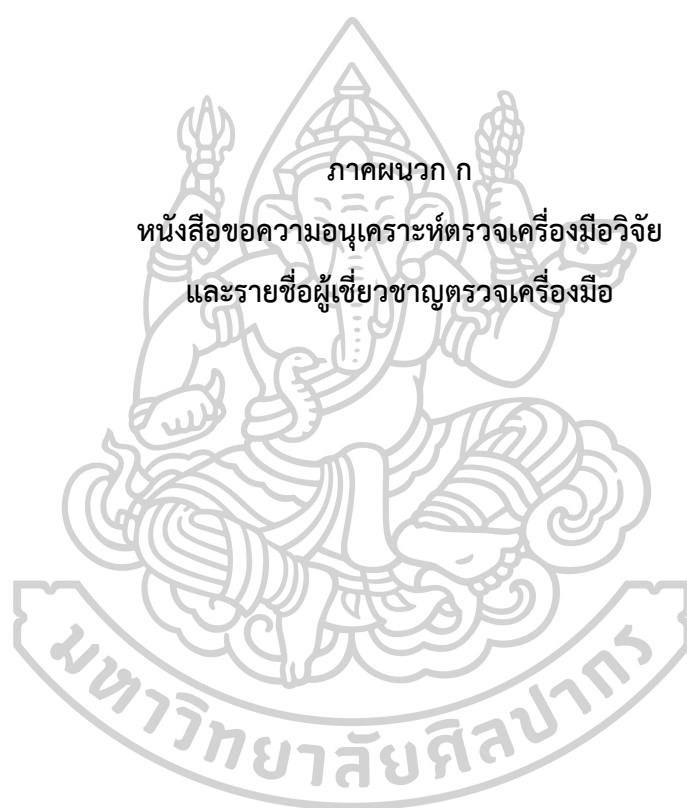 ภาคผนวก ก
หนังสือขอความอนุเคราะห์ตรวจเครื่องมือวิจัย
และรายชื่อผู้เชี่ยวชาญตรวจเครื่องมือ
มหาวิทยาลัยศิลปากร